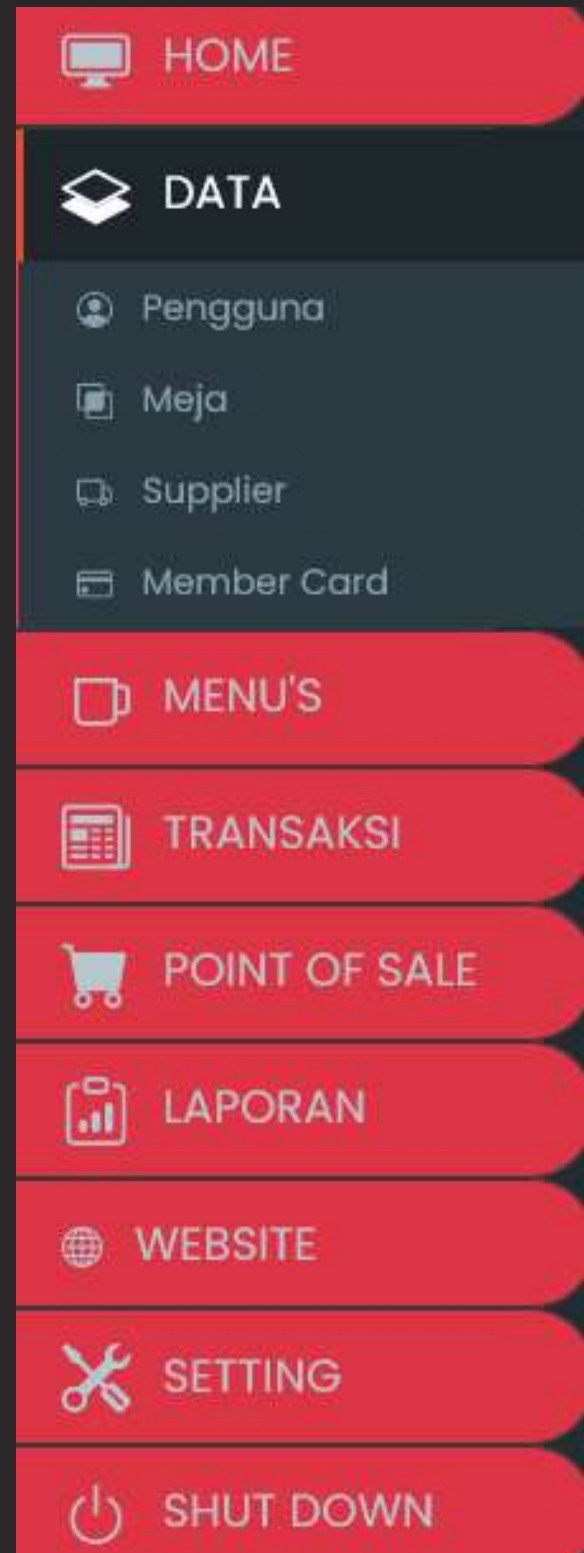 HOME
DATA
Pengguna
Meja
Supplier
Member Card
MENU'S
TRANSAKSI
POINT OF SALE
LAPORAN
WEBSITE
SETTING
SHUT DOWN